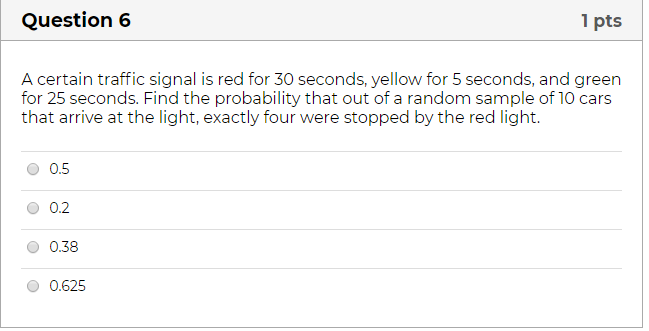 Question 6
1 pts
A certain traffic signal is red for 30 seconds, yellow for 5 seconds, and green
for 25 seconds. Find the probability that out of a random sample of 10 cars
that arrive at the light, exactly four were stopped by the red light.
0.5
0.2
0.38
0.625